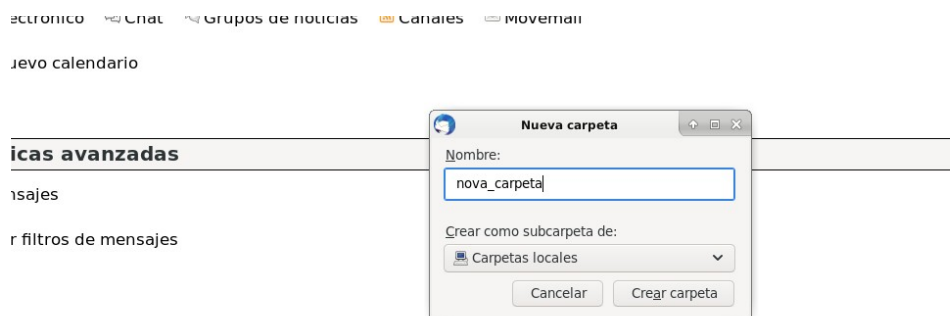 ectrónico Chat Grupos de noticias Canales Movemail
uevo calendario
Nueva carpeta
icas avanzadas
Nombre:
nsajes
nova_carpeta
r filtros de mensajes
Crear como subcarpeta de:
Carpetas locales
Cancelar Crear carpeta